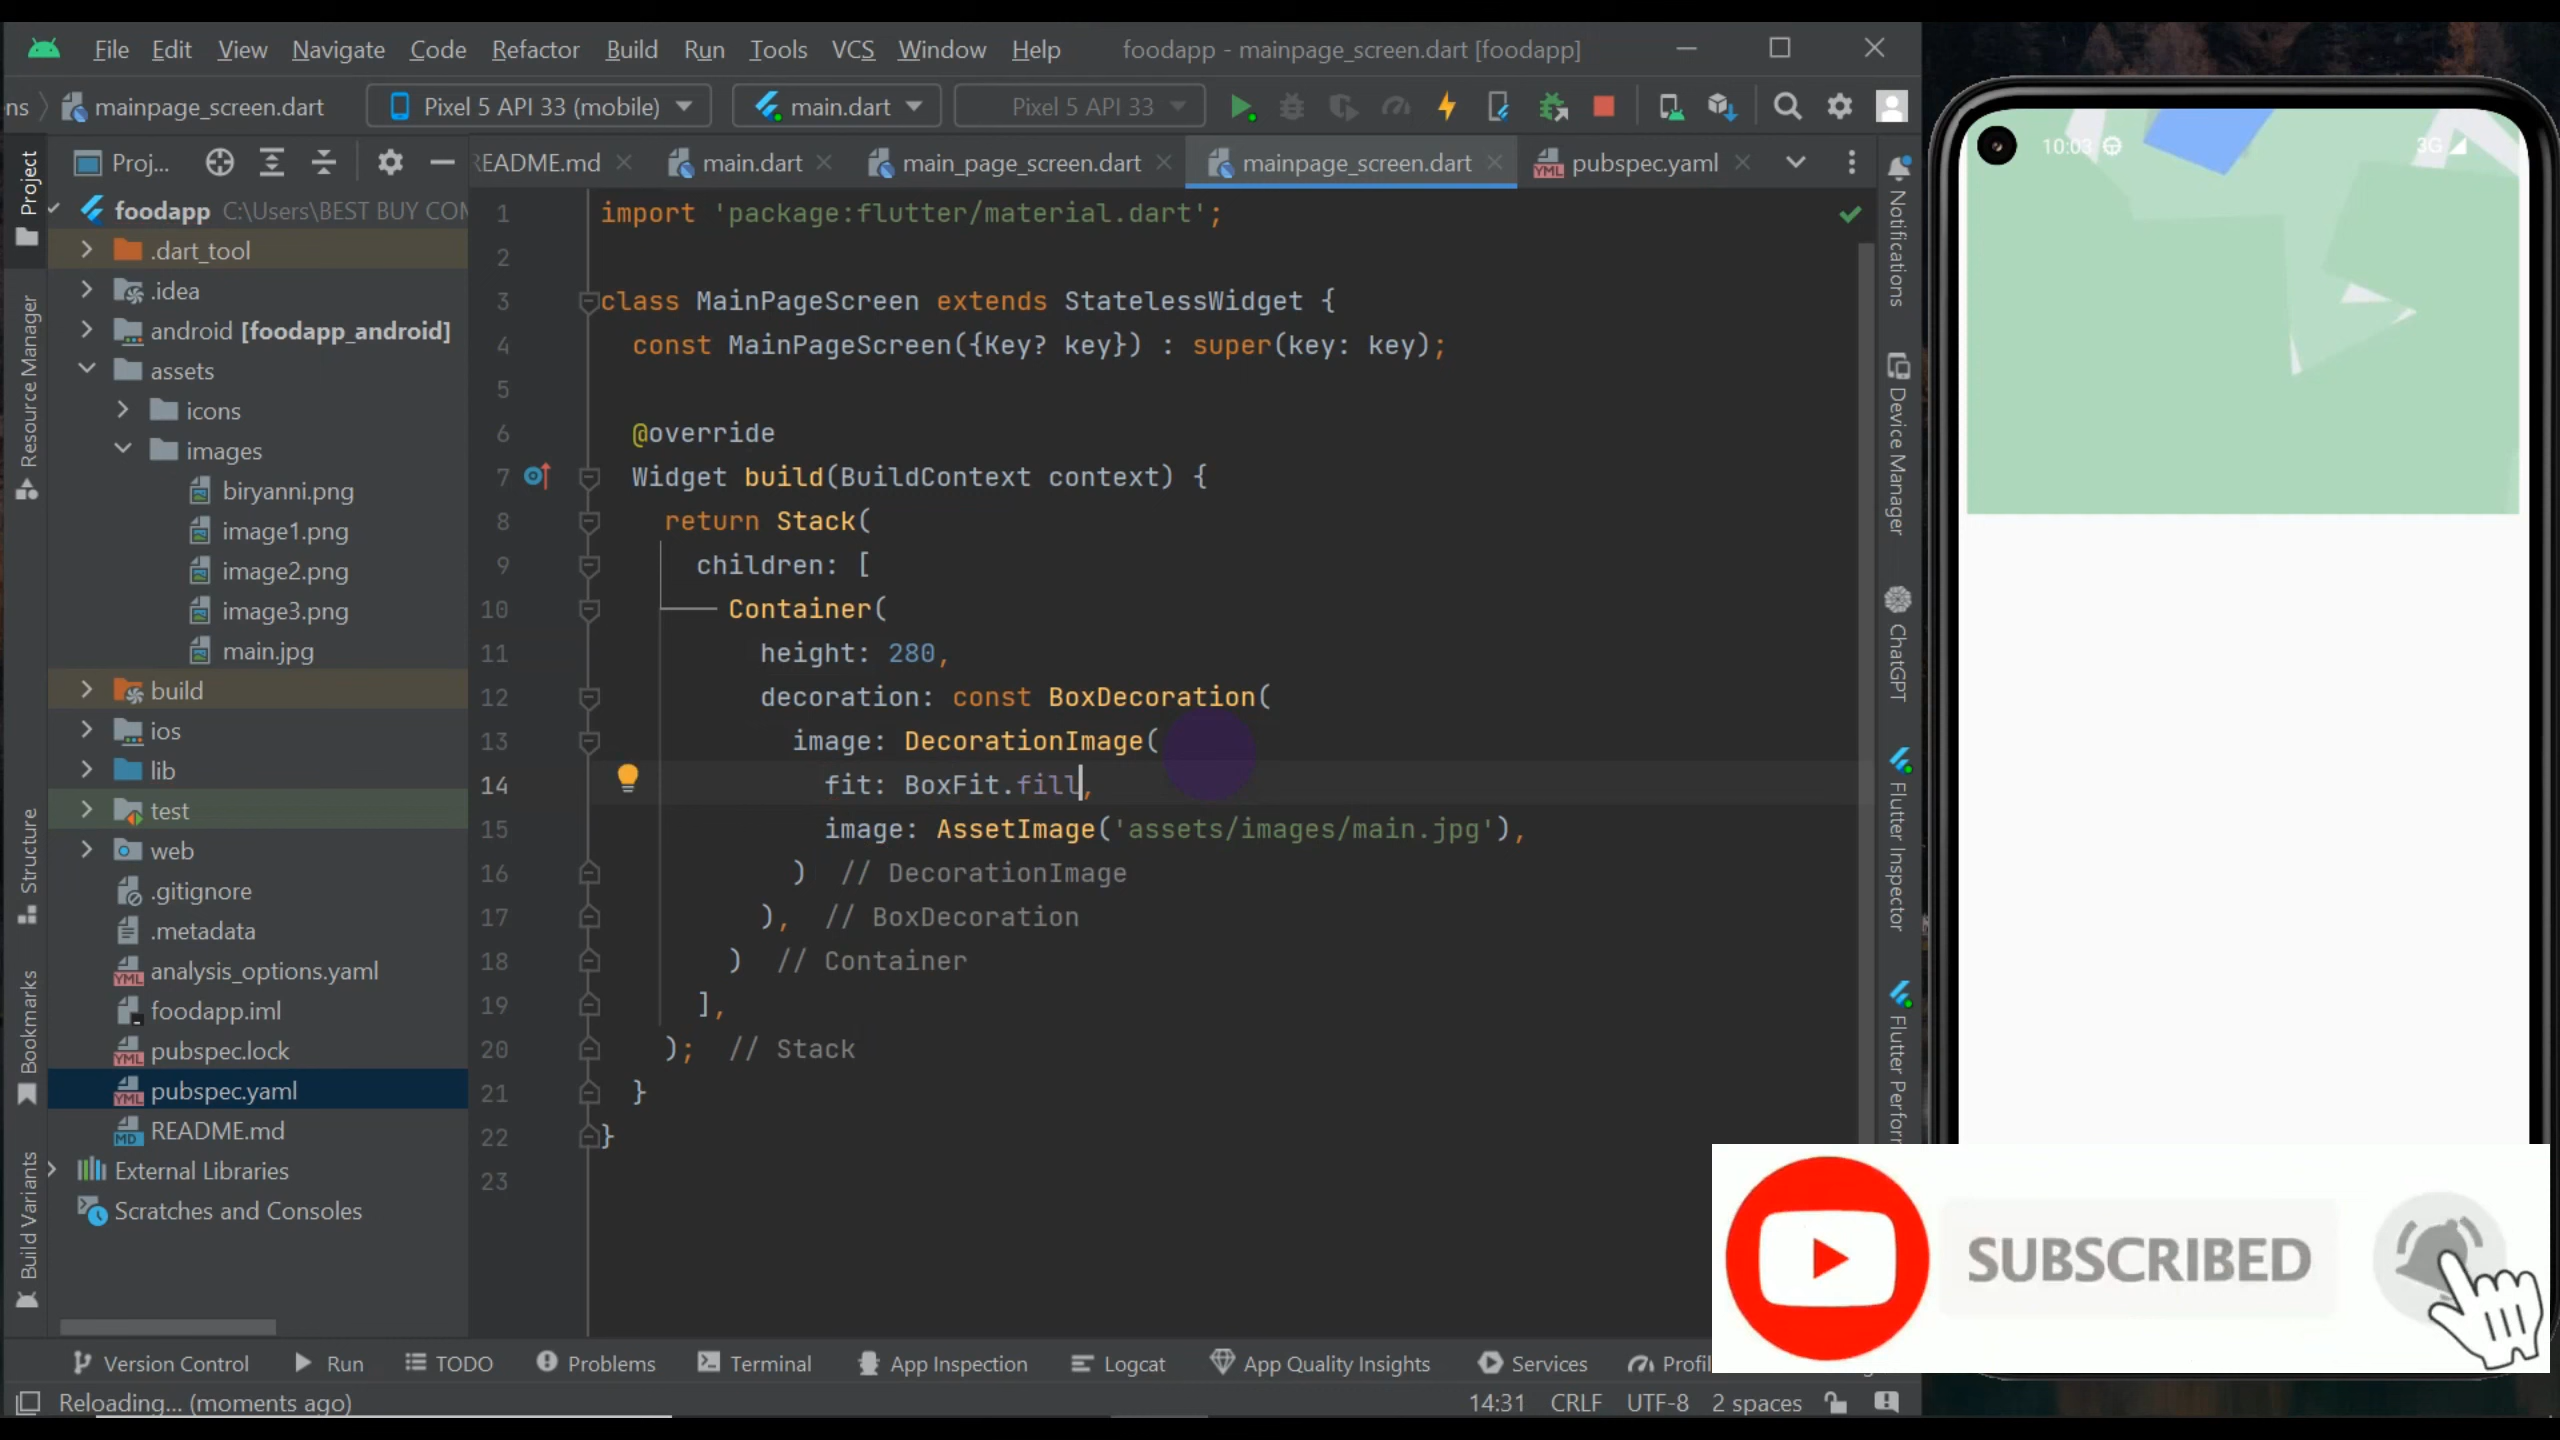 File Edit View Navigate Code Refactor Build Run Tools VCS Window Help foodapp - mainpage_screen.dart [foodapp]
ns mainpage_screen.dart Pixel 5 API 33 (mobile) main.dart Pixel 5 API 33
Proj... README.md main.dart main_page_screen.dart mainpage_screen.dart pubspec.yaml
Project
Resource Manager
Structure
Bookmarks
Build Variants
foodapp C:\Users\BEST BUY COM
.dart_tool
.idea
android [foodapp_android]
assets
icons
images
biryanni.png
image1.png
image2.png
image3.png
main.jpg
build
ios
lib
test
web
.gitignore
.metadata
analysis_options.yaml
foodapp.iml
pubspec.lock
pubspec.yaml
README.md
External Libraries
Scratches and Consoles
1 import 'package:flutter/material.dart';
2
3 class MainPageScreen extends StatelessWidget {
4 const MainPageScreen({Key? key}) : super(key: key);
5
6 @override
7 Widget build(BuildContext context) {
8 return Stack(
9 children: [
10 Container(
11 height: 280,
12 decoration: const BoxDecoration(
13 image: DecorationImage(
14 fit: BoxFit.fill,
15 image: AssetImage('assets/images/main.jpg'),
16 ) // DecorationImage
17 ), // BoxDecoration
18 ) // Container
19 ],
20 ); // Stack
21 }
22 }
23
Notifications
Device Manager
ChatGPT
Flutter Inspector
Flutter Perfor
10:03 3G
SUBSCRIBED
Version Control Run TODO Problems Terminal App Inspection Logcat App Quality Insights Services Profil
Reloading... (moments ago) 14:31 CRLF UTF-8 2 spaces